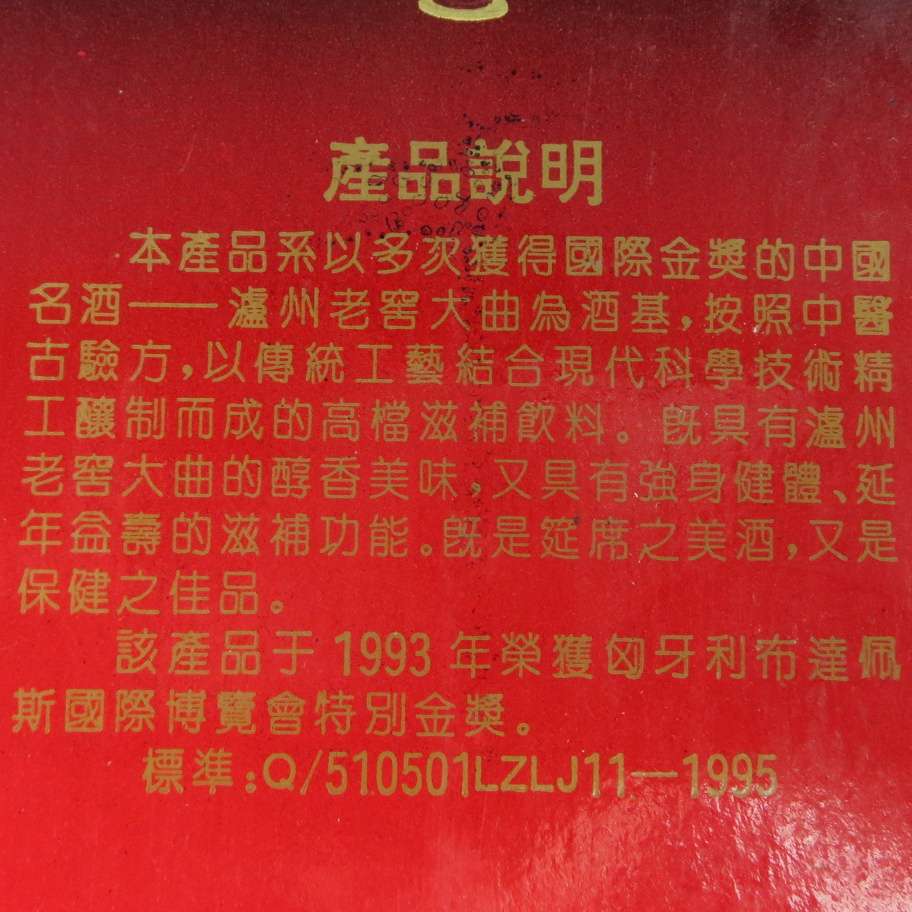 產品說明
本產品系以多次獲得國際金獎的中國
名酒——瀘州老窖大曲為酒基,按照中醫
古驗方,以傳統工藝結合現代科學技術精
工釀制而成的高檔滋補飲料。既具有瀘州
老窖大曲的醇香美味,又具有強身健體、延
年益壽的滋補功能。既是筵席之美酒,又是
保健之佳品。
該產品于1993年榮獲匈牙利布達佩
斯國際博覽會特別金獎。
標準:Q/510501LZLJ11—1995